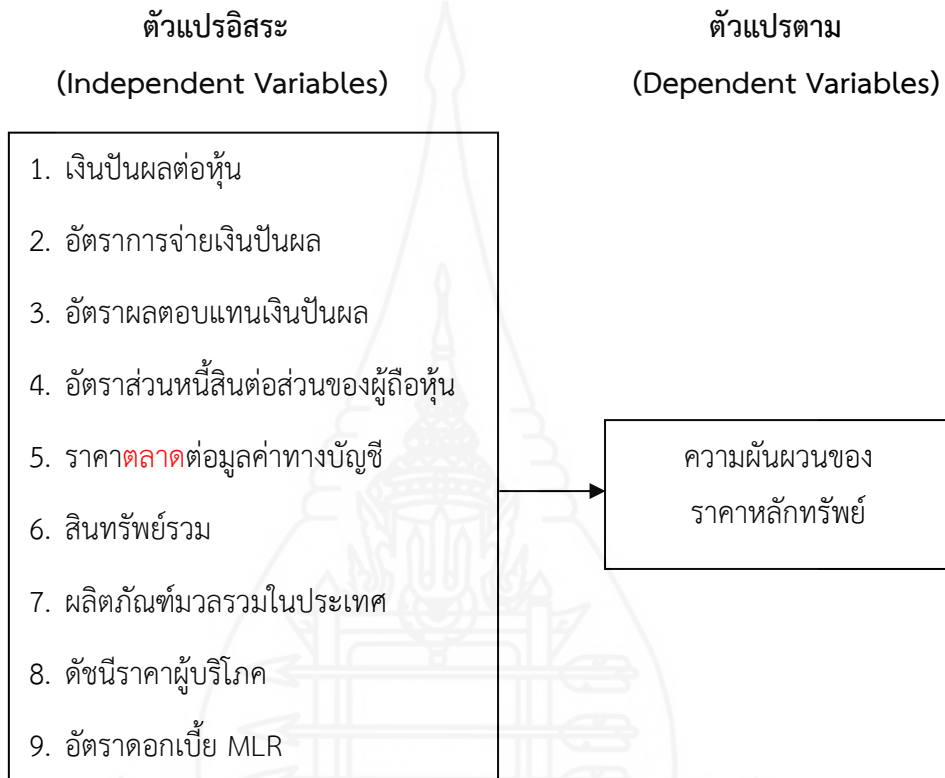 ตัวแปรอิสระ
(Independent Variables)
ตัวแปรตาม
(Dependent Variables)
1. เงินปันผลต่อหุ้น
2. อัตราการจ่ายเงินปันผล
3. อัตราผลตอบแทนเงินปันผล
4. อัตราส่วนหนี้สินต่อส่วนของผู้ถือหุ้น
5. ราคาตลาดต่อมูลค่าทางบัญชี
6. สินทรัพย์รวม
7. ผลิตภัณฑ์มวลรวมในประเทศ
8. ดัชนีราคาผู้บริโภค
9. อัตราดอกเบี้ย MLR
ความผันผวนของ
ราคาหลักทรัพย์